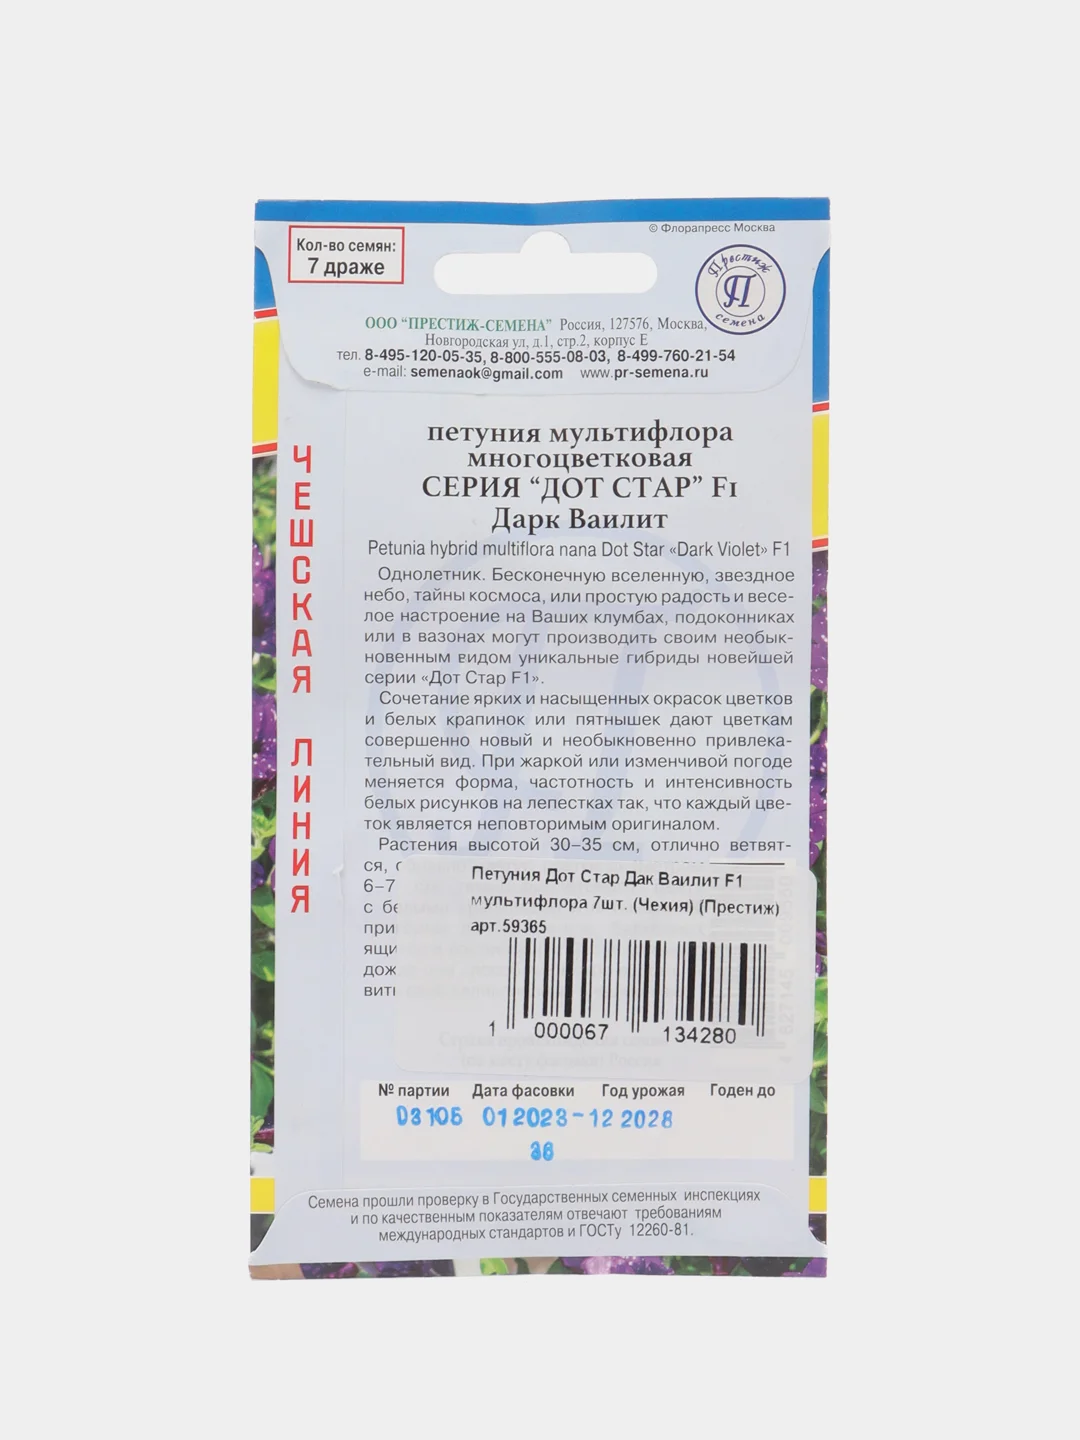 © Флорапресс Москва
Кол-во семян:
7 драже
Престиж
П
семена
ООО “ПРЕСТИЖ-СЕМЕНА” Россия, 127576, Москва,
Новгородская ул, д.1, стр.2, корпус Е
тел. 8-495-120-05-35, 8-800-555-08-03, 8-499-760-21-54
e-mail: semenaok@gmail.com www.pr-semena.ru
ЧЕШСКАЯ ЛИНИЯ
петуния мультифлора
многоцветковая
СЕРИЯ “ДОТ СТАР” F1
Дарк Ваилит
Petunia hybrid multiflora nana Dot Star «Dark Violet» F1
Однолетник. Бесконечную вселенную, звездное
небо, тайны космоса, или простую радость и весе-
лое настроение на Ваших клумбах, подоконниках
или в вазонах могут производить своим необык-
новенным видом уникальные гибриды новейшей
серии «Дот Стар F1».
Сочетание ярких и насыщенных окрасок цветков
и белых крапинок или пятнышек дают цветкам
совершенно новый и необыкновенно привлека-
тельный вид. При жаркой или изменчивой погоде
меняется форма, частотность и интенсивность
белых рисунков на лепестках так, что каждый цве-
ток является неповторимым оригиналом.
Растения высотой 30–35 см, отлично ветвят-
ся,
6–7
с
Петуния Дот Стар Дак Ваилит F1
мультифлора 7шт. (Чехия) (Престиж)
арт.59365
1 000067 134280
№ партии Дата фасовки Год урожая Годен до
03105 012023-12 2028
36
Семена прошли проверку в Государственных семенных инспекциях
и по качественным показателям отвечают требованиям
международных стандартов и ГОСТу 12260-81.